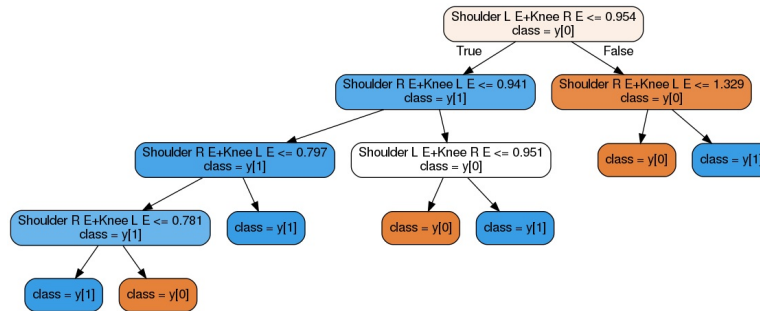 Shoulder L E+Knee R E <= 0.954
class = y[0]
True
False
Shoulder R E+Knee L E <= 0.941
class = y[1]
Shoulder R E+Knee L E <= 1.329
class = y[0]
Shoulder R E+Knee L E <= 0.797
class = y[1]
Shoulder L E+Knee R E <= 0.951
class = y[0]
class = y[0]
class = y[1]
Shoulder R E+Knee L E <= 0.781
class = y[1]
class = y[1]
class = y[0]
class = y[1]
class = y[1]
class = y[0]